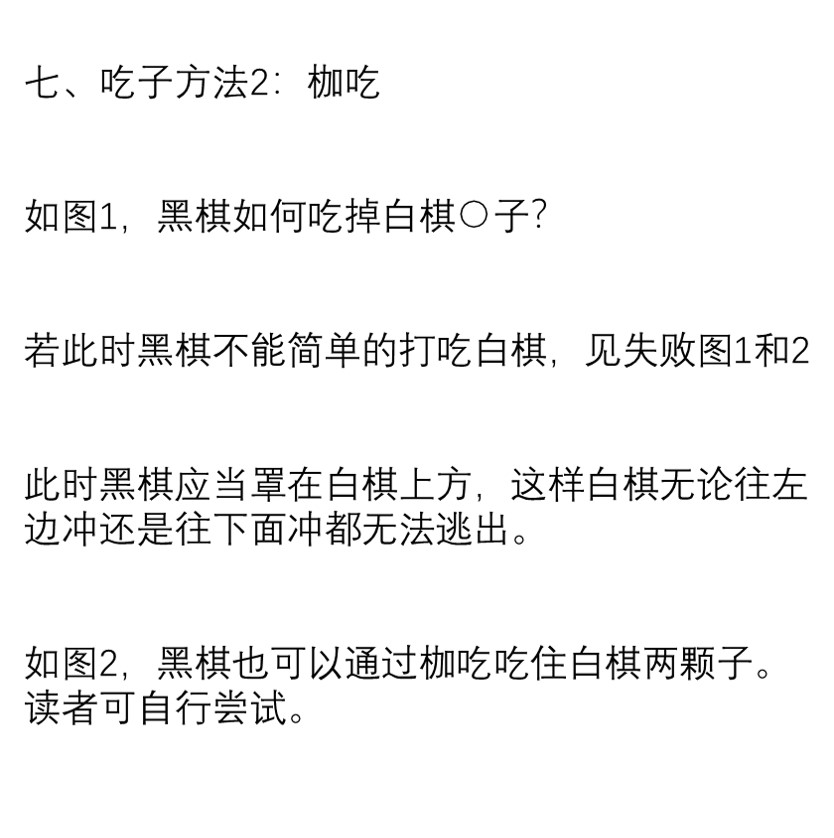 七、吃子方法2：枷吃
如图1，黑棋如何吃掉白棋○子？
若此时黑棋不能简单的打吃白棋，见失败图1和2
此时黑棋应当罩在白棋上方，这样白棋无论往左
边冲还是往下面冲都无法逃出。
如图2，黑棋也可以通过枷吃吃住白棋两颗子。
读者可自行尝试。